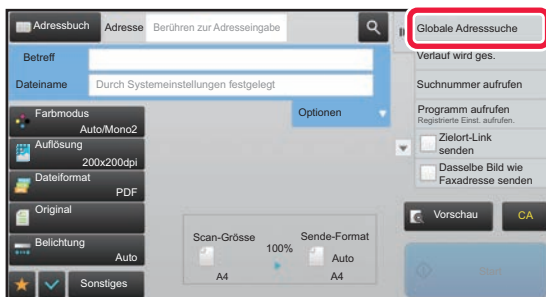 Adressbuch
Adresse
Berühren zur Adresseingabe
Betreff
Dateiname
Durch Systemeinstellungen festgelegt
Optionen
Farbmodus
Auto/Mono2
Auflösung
200x200dpi
Dateiformat
PDF
Original
Belichtung
Auto
Sonstiges
Scan-Grösse
A4
100%
Sende-Format
Auto
A4
Globale Adresssuche
Verlauf wird ges.
Suchnummer aufrufen
Programm aufrufen
Registrierte Einst. aufrufen.
Zielort-Link
senden
Dasselbe Bild wie
Faxadresse senden
Vorschau
CA
Start